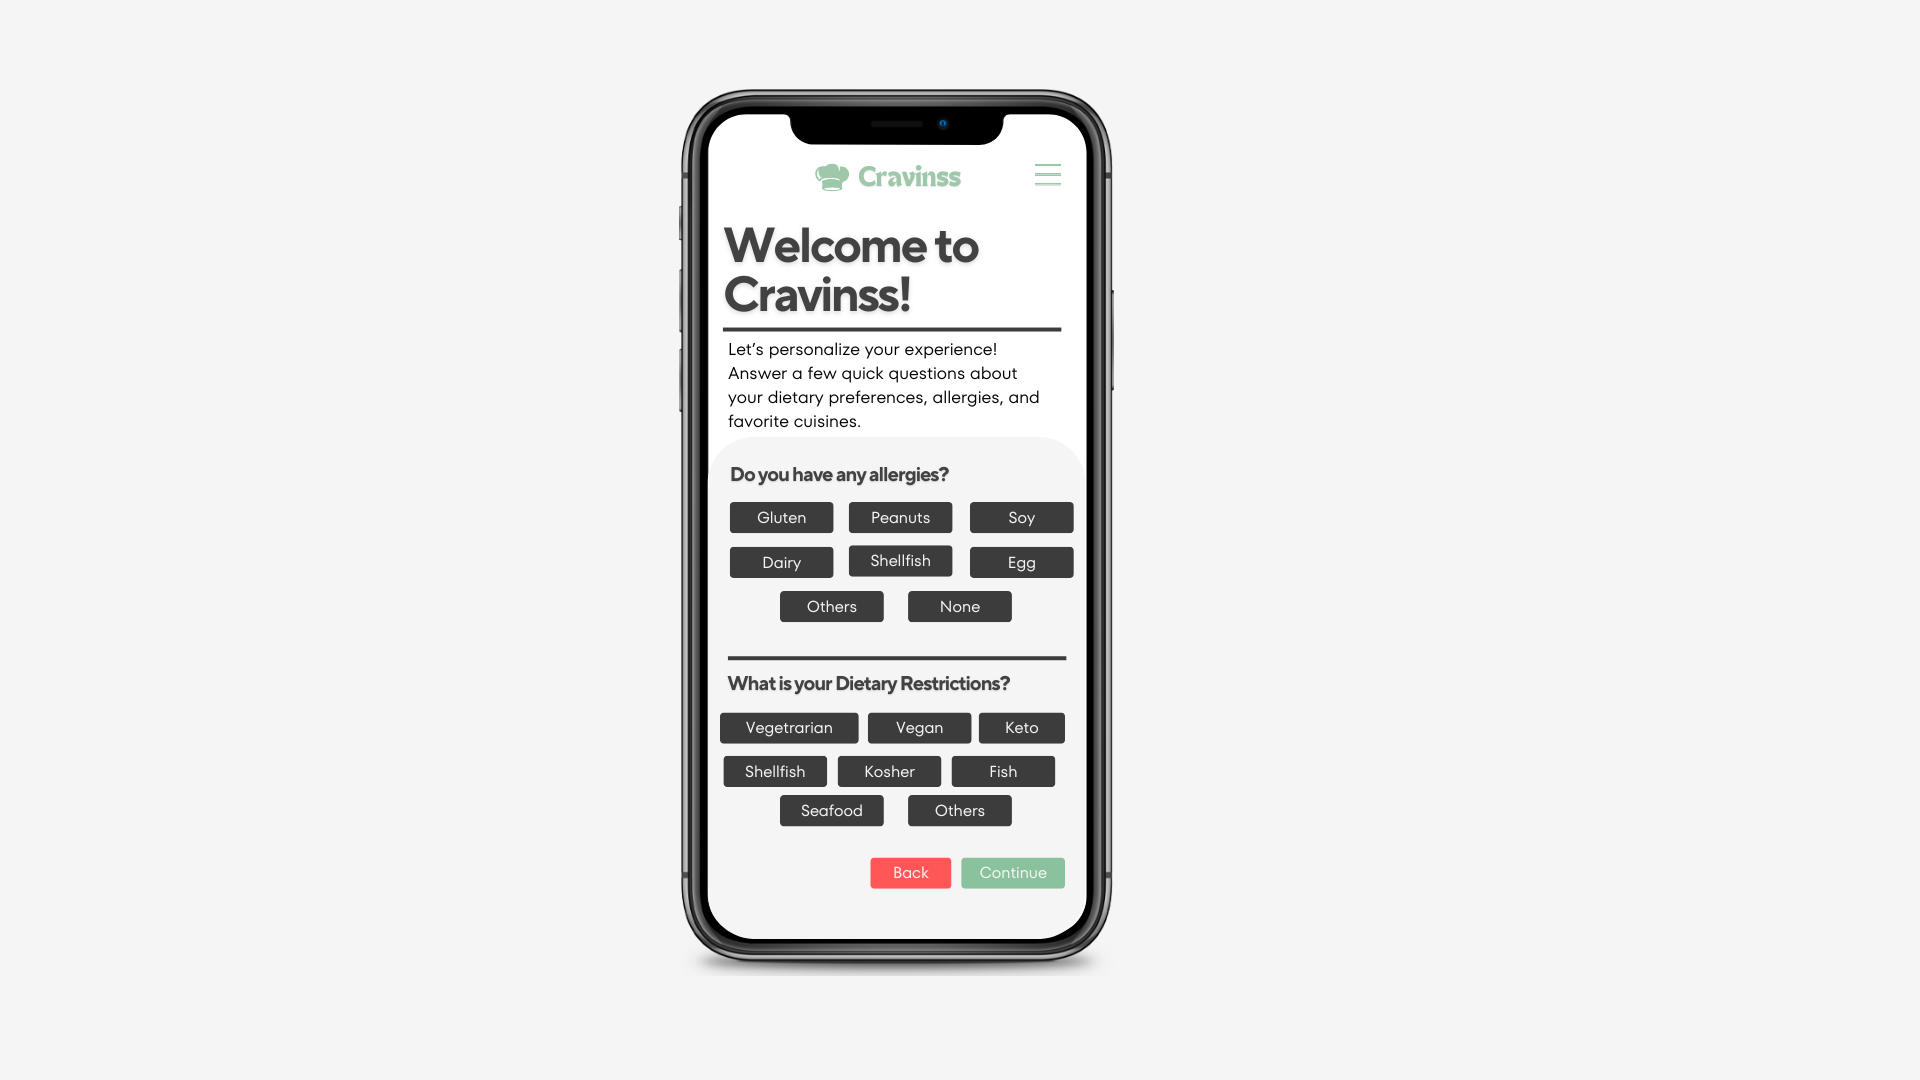 Cravinss
Welcome to
Cravinss!
Let's personalize your experience!
Answer a few quick questions about
your dietary preferences, allergies, and
favorite cuisines.
Do you have any allergies?
Gluten Peanuts Soy
Dairy Shellfish Egg
Others None
What is your Dietary Restrictions?
Vegetrarian Vegan Keto
Shellfish Kosher Fish
Seafood Others
Back Continue